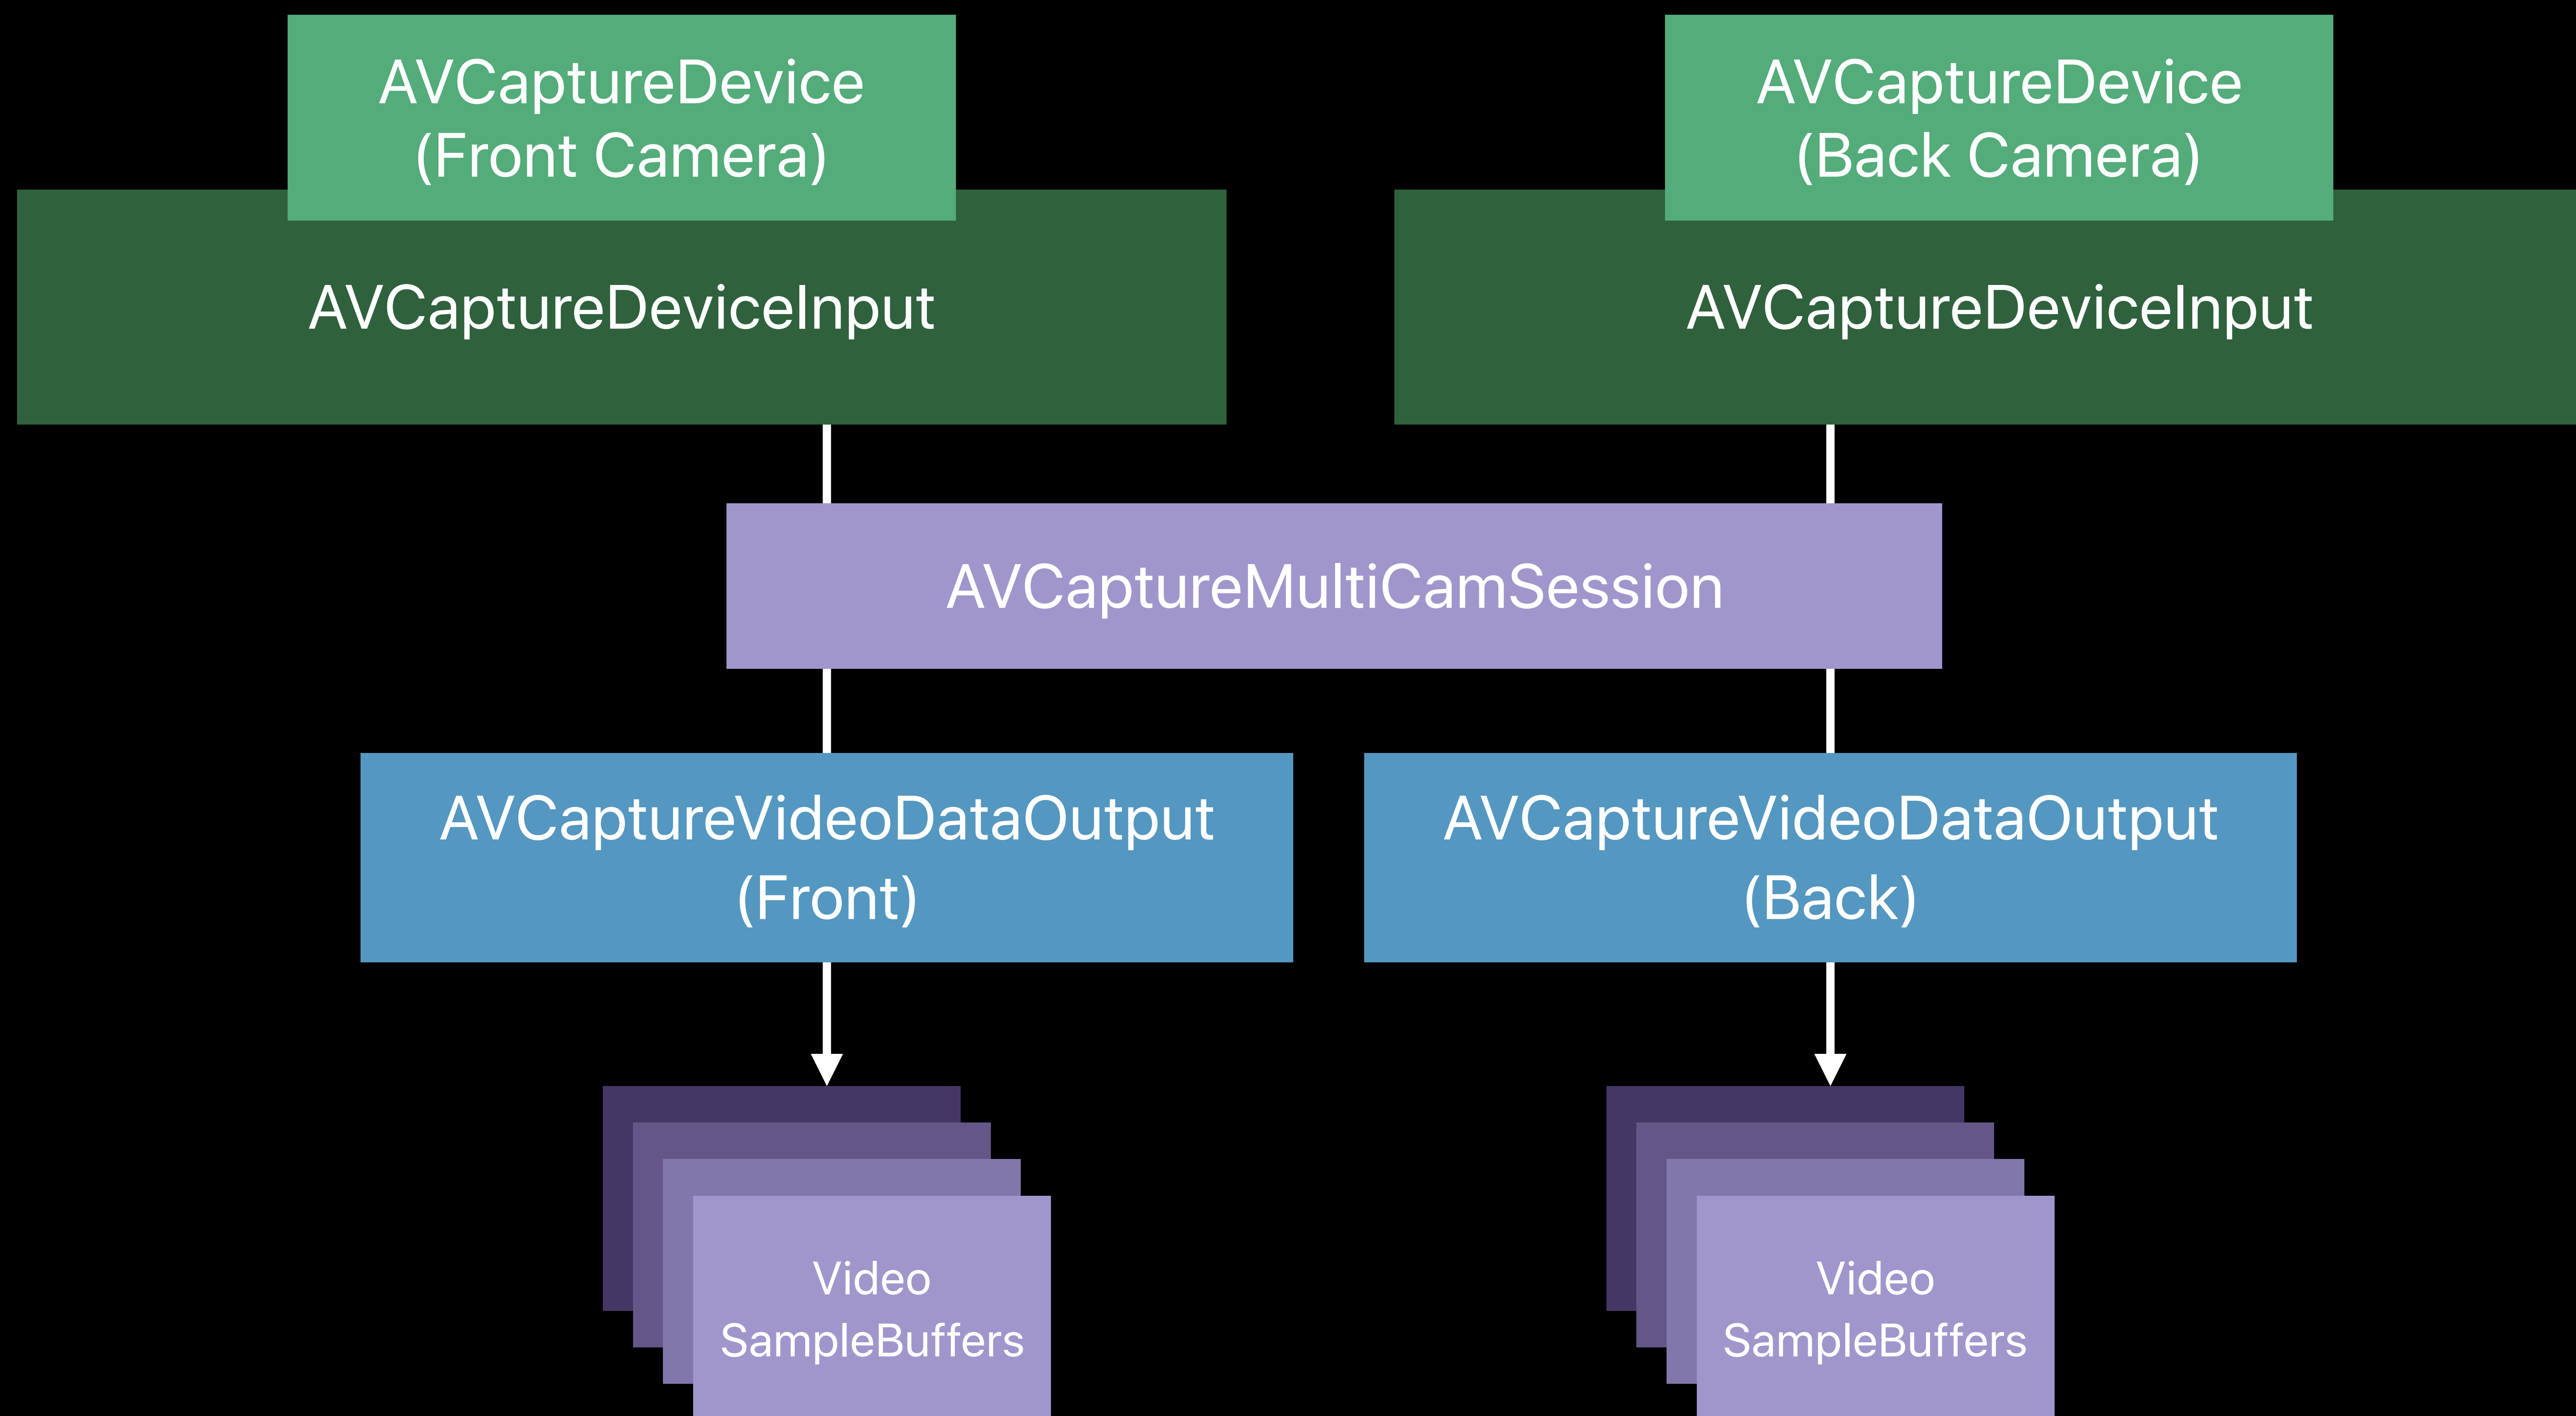 AVCaptureDevice
(Front Camera)
AVCaptureDevice
(Back Camera)
AVCaptureDeviceInput
AVCaptureDeviceInput
AVCaptureMultiCamSession
AVCaptureVideoDataOutput
(Front)
AVCaptureVideoDataOutput
(Back)
Video
SampleBuffers
Video
SampleBuffers